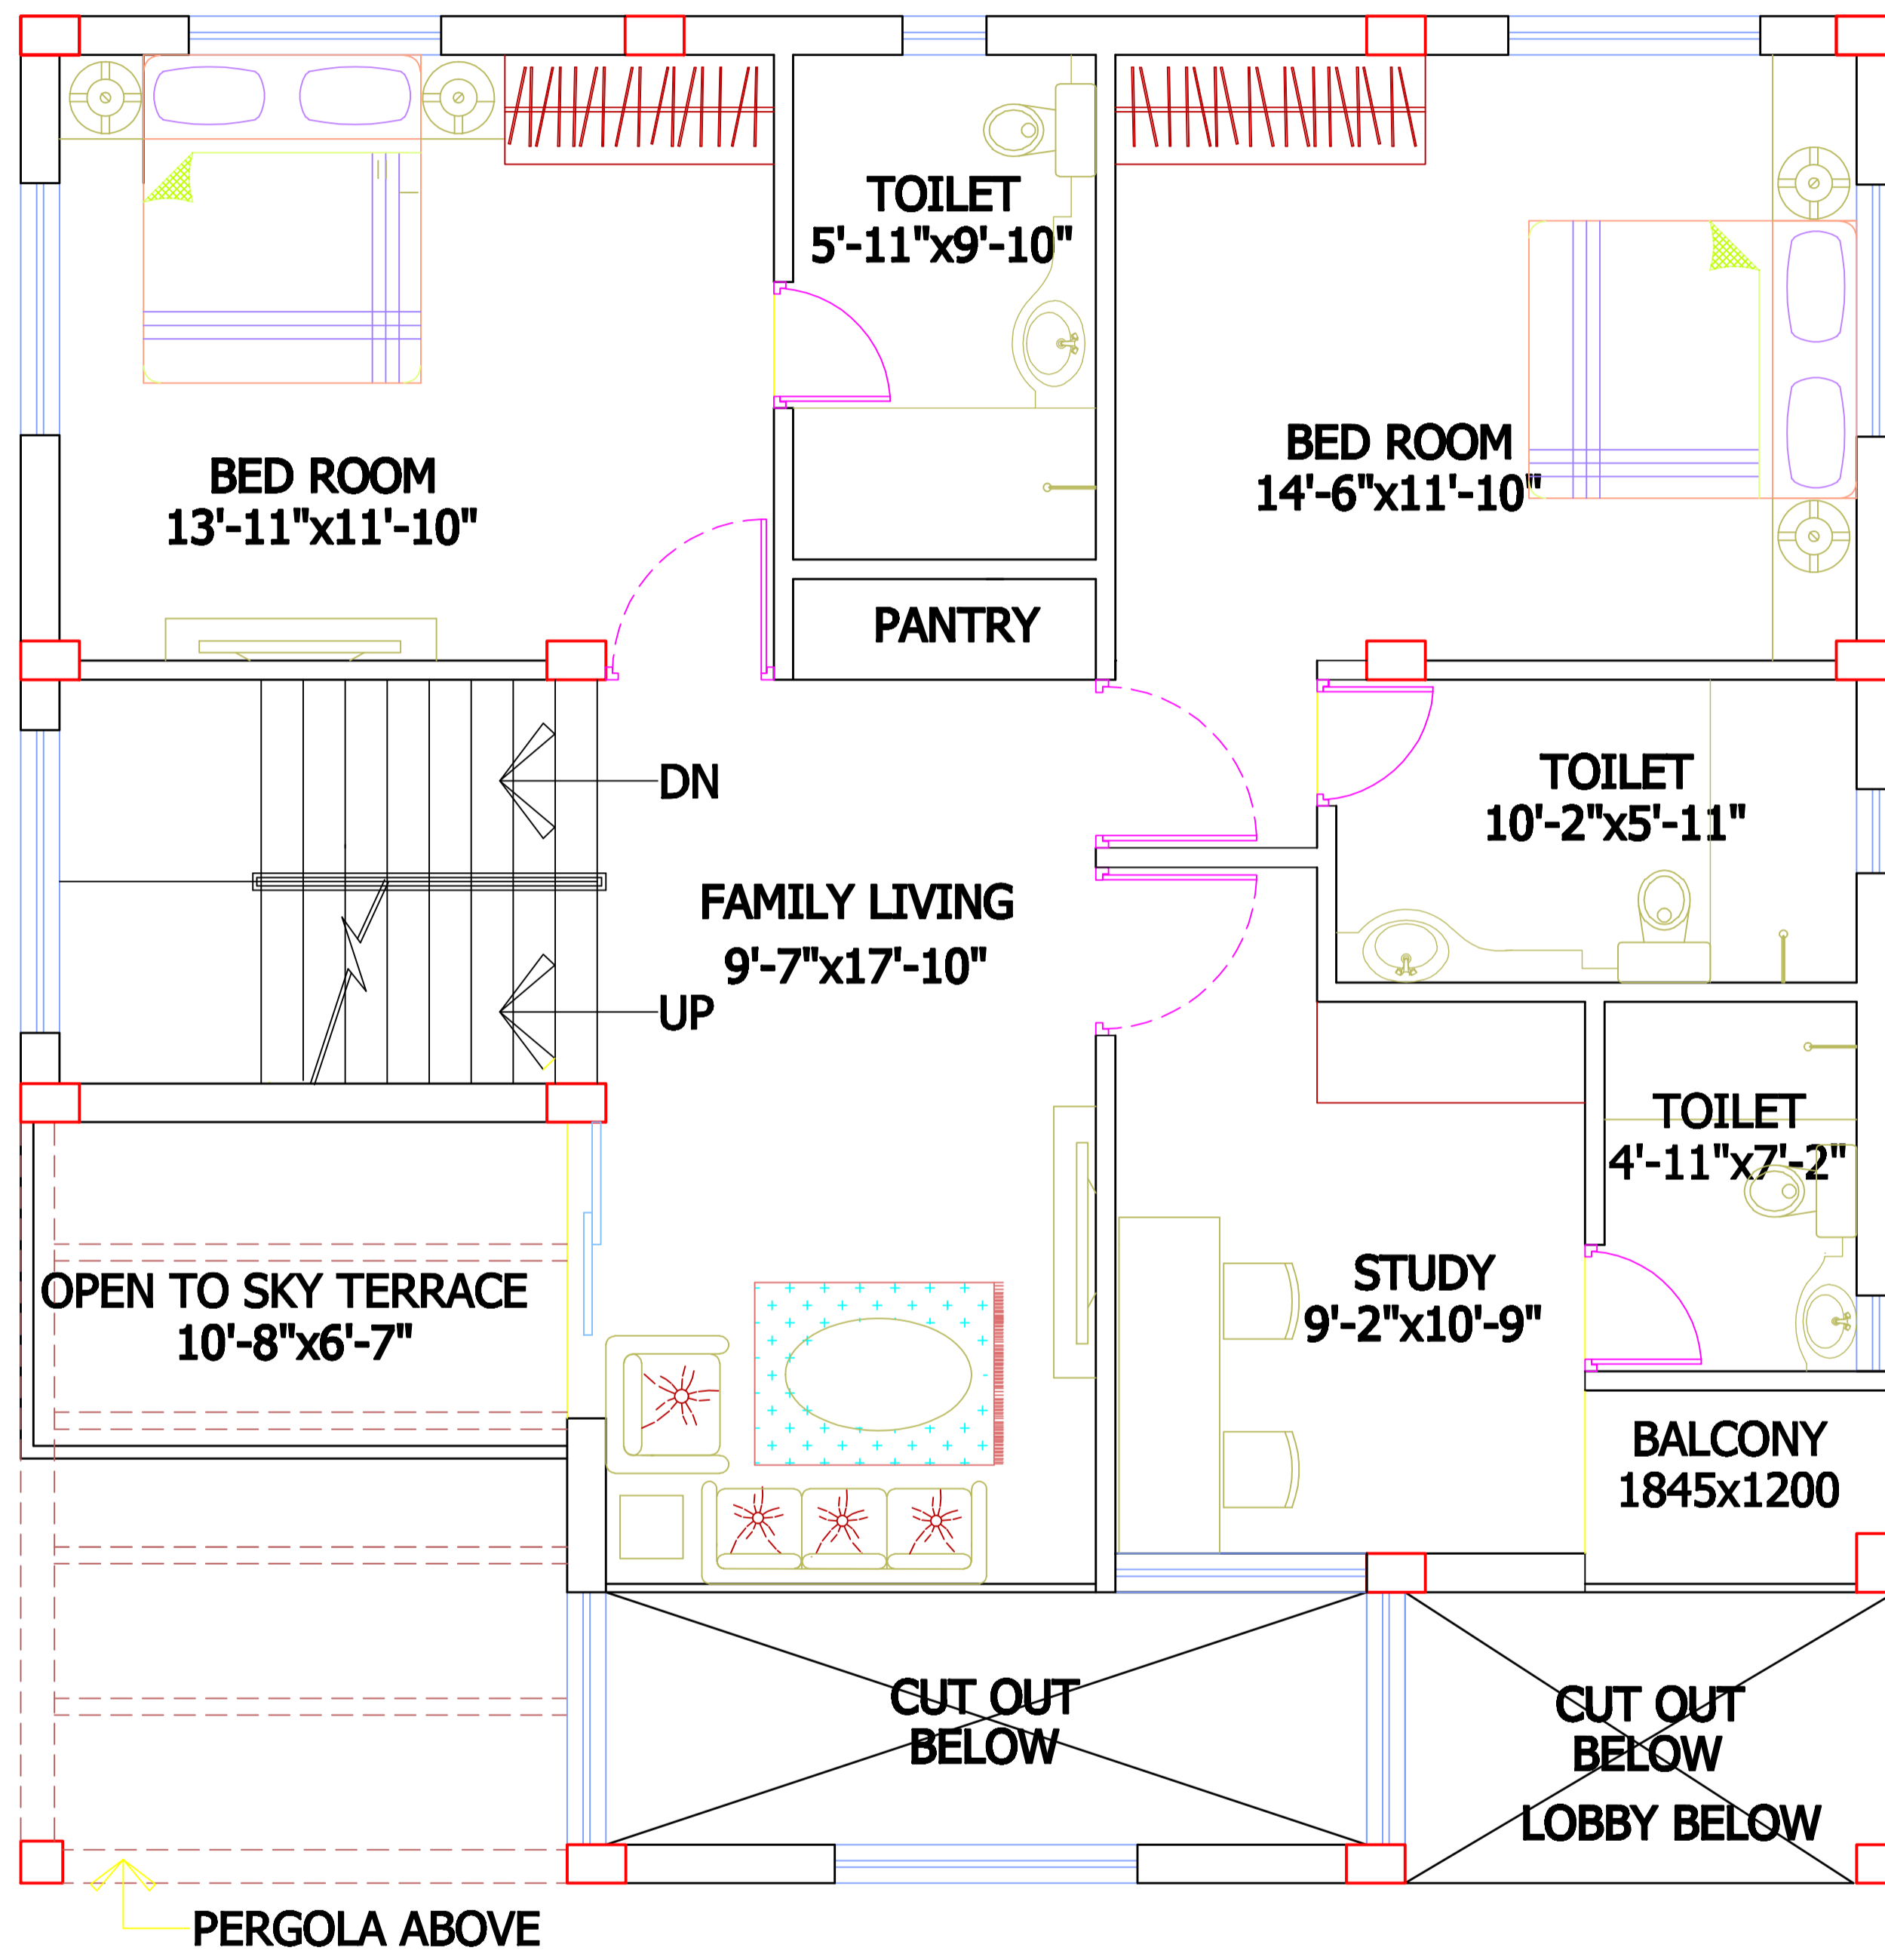 TOILET
5'-11"x9'-10"
BED ROOM
14'-6"x11'-10"
BED ROOM
13'-11"x11'-10"
PANTRY
DN
TOILET
10'-2"x5'-11"
FAMILY LIVING
9'-7"x17'-10"
UP
TOILET
4'-11"x7'-2"
OPEN TO SKY TERRACE
10'-8"x6'-7"
STUDY
9'-2"x10'-9"
BALCONY
1845x1200
CUT OUT
BELOW
CUT OUT
BELOW
LOBBY BELOW
PERGOLA ABOVE